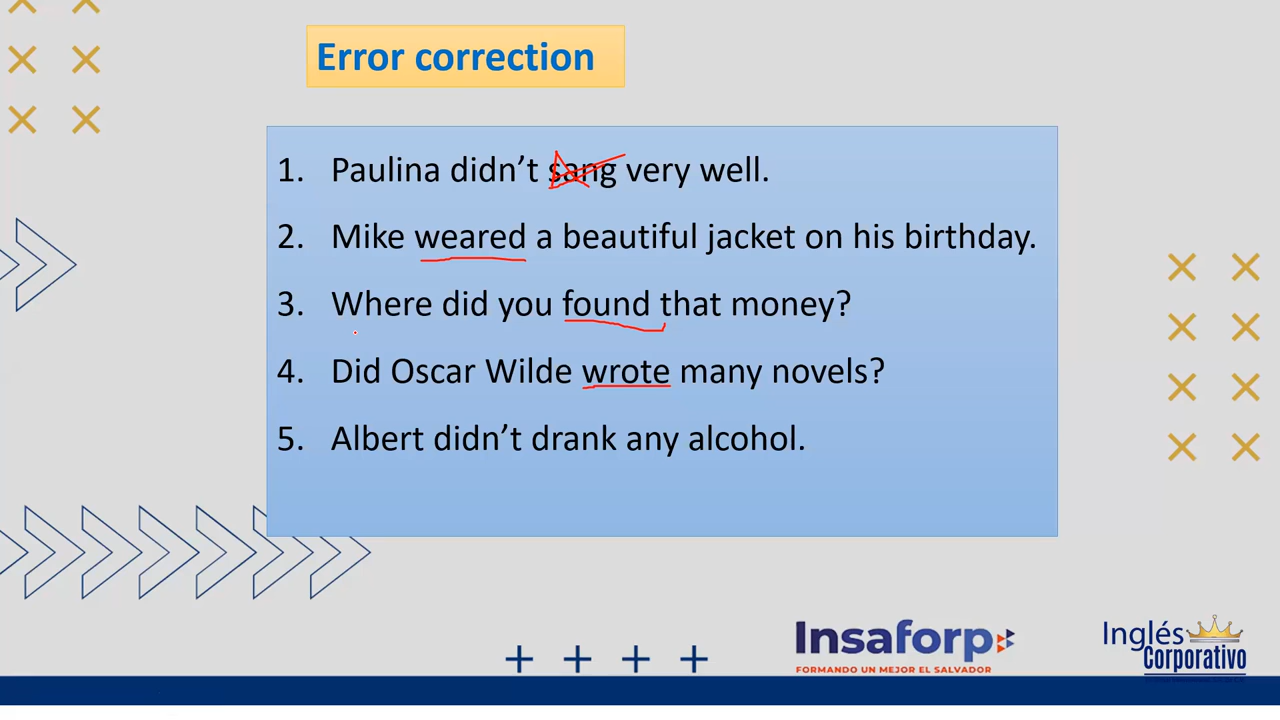 Error correction
1. Paulina didn't sang very well.
2. Mike weared a beautiful jacket on his birthday.
3. Where did you found that money?
4. Did Oscar Wilde wrote many novels?
5. Albert didn't drank any alcohol.
Insaforp
FORMANDO UN MEJOR EL SALVADOR
Inglés
Corporativo